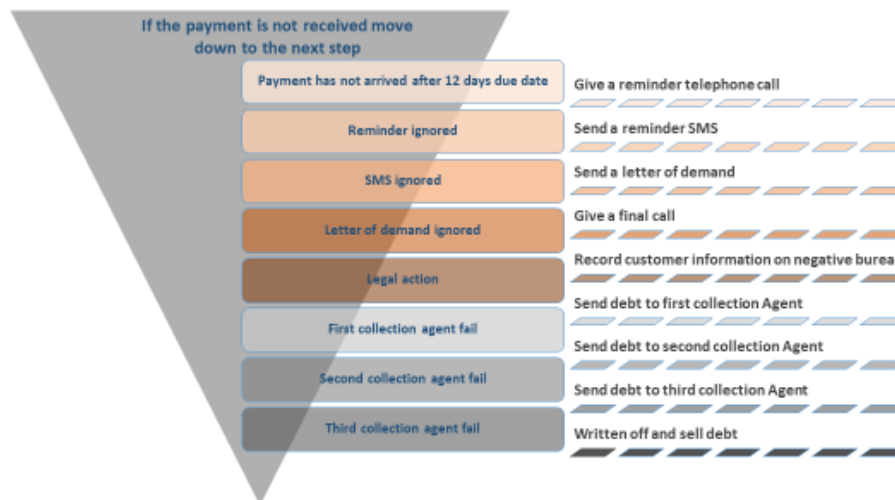 If the payment is not received move
down to the next step
Payment has not arrived after 12 days due date
Give a reminder telephone call
Reminder ignored
Send a reminder SMS
SMS ignored
Send a letter of demand
Letter of demand ignored
Give a final call
Legal action
Record customer information on negative burea
First collection agent fail
Send debt to first collection Agent
Second collection agent fail
Send debt to second collection Agent
Third collection agent fail
Send debt to third collection Agent
Written off and sell debt